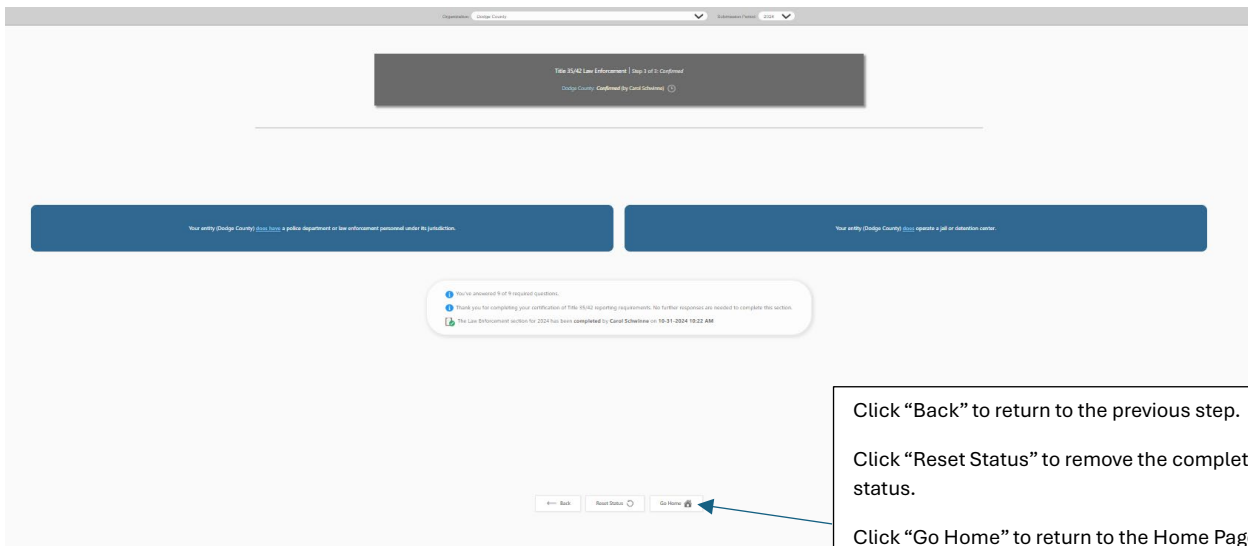 Organization: Dodge County Submission Period: 2024
Title 35/42 Law Enforcement | Step 3 of 3: Confirmed
Dodge County: Confirmed (by Carol Schwinne)
Your entity (Dodge County) does have a police department or law enforcement personnel under its jurisdiction.
Your entity (Dodge County) does operate a jail or detention center.
You've answered 9 of 9 required questions.
Thank you for completing your certification of Title 35/42 reporting requirements. No further responses are needed to complete this section.
The Law Enforcement section for 2024 has been completed by Carol Schwinne on 10-31-2024 10:22 AM
Click “Back” to return to the previous step.
Click “Reset Status” to remove the complet
status.
Click “Go Home” to return to the Home Pag
Back Reset Status Go Home